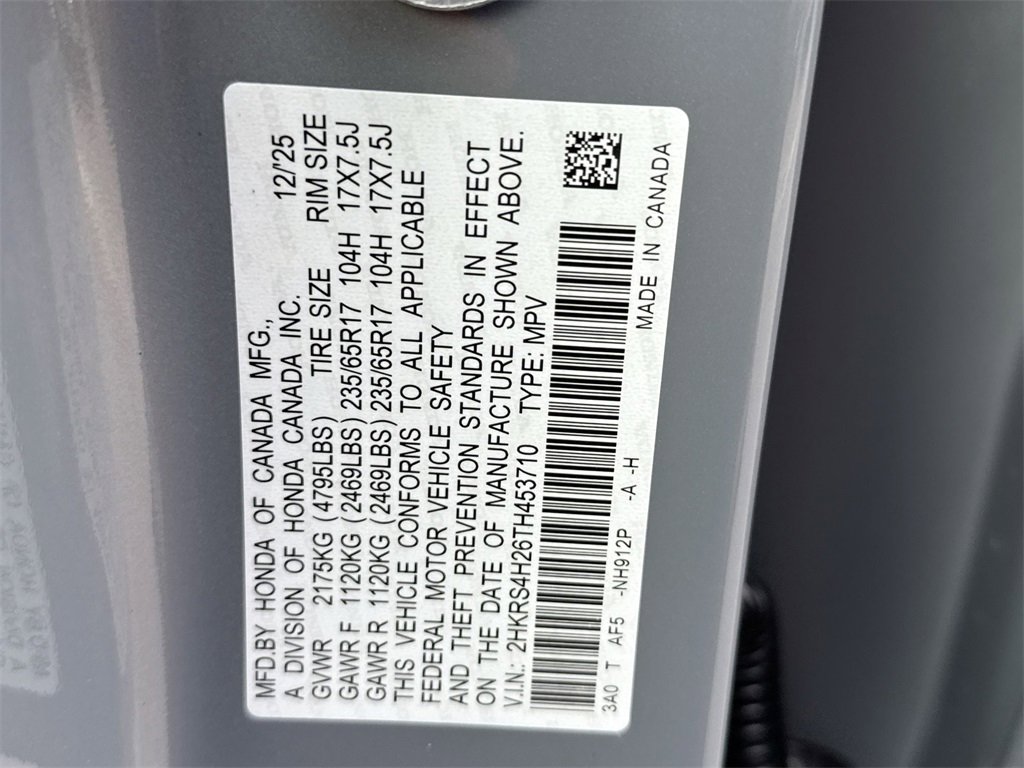 MFD.BY HONDA OF CANADA MFG., 12/'25
A DIVISION OF HONDA CANADA INC.
GVWR 2175KG (4795LBS) TIRE SIZE RIM SIZE
GAWR F 1120KG (2469LBS) 235/65R17 104H 17X7.5J
GAWR R 1120KG (2469LBS) 235/65R17 104H 17X7.5J
THIS VEHICLE CONFORMS TO ALL APPLICABLE
FEDERAL MOTOR VEHICLE SAFETY
AND THEFT PREVENTION STANDARDS IN EFFECT
ON THE DATE OF MANUFACTURE SHOWN ABOVE.
V.I.N.: 2HKRS4H26TH453710 TYPE: MPV
3A0 T AF5 -NH912P -A -H MADE IN CANADA